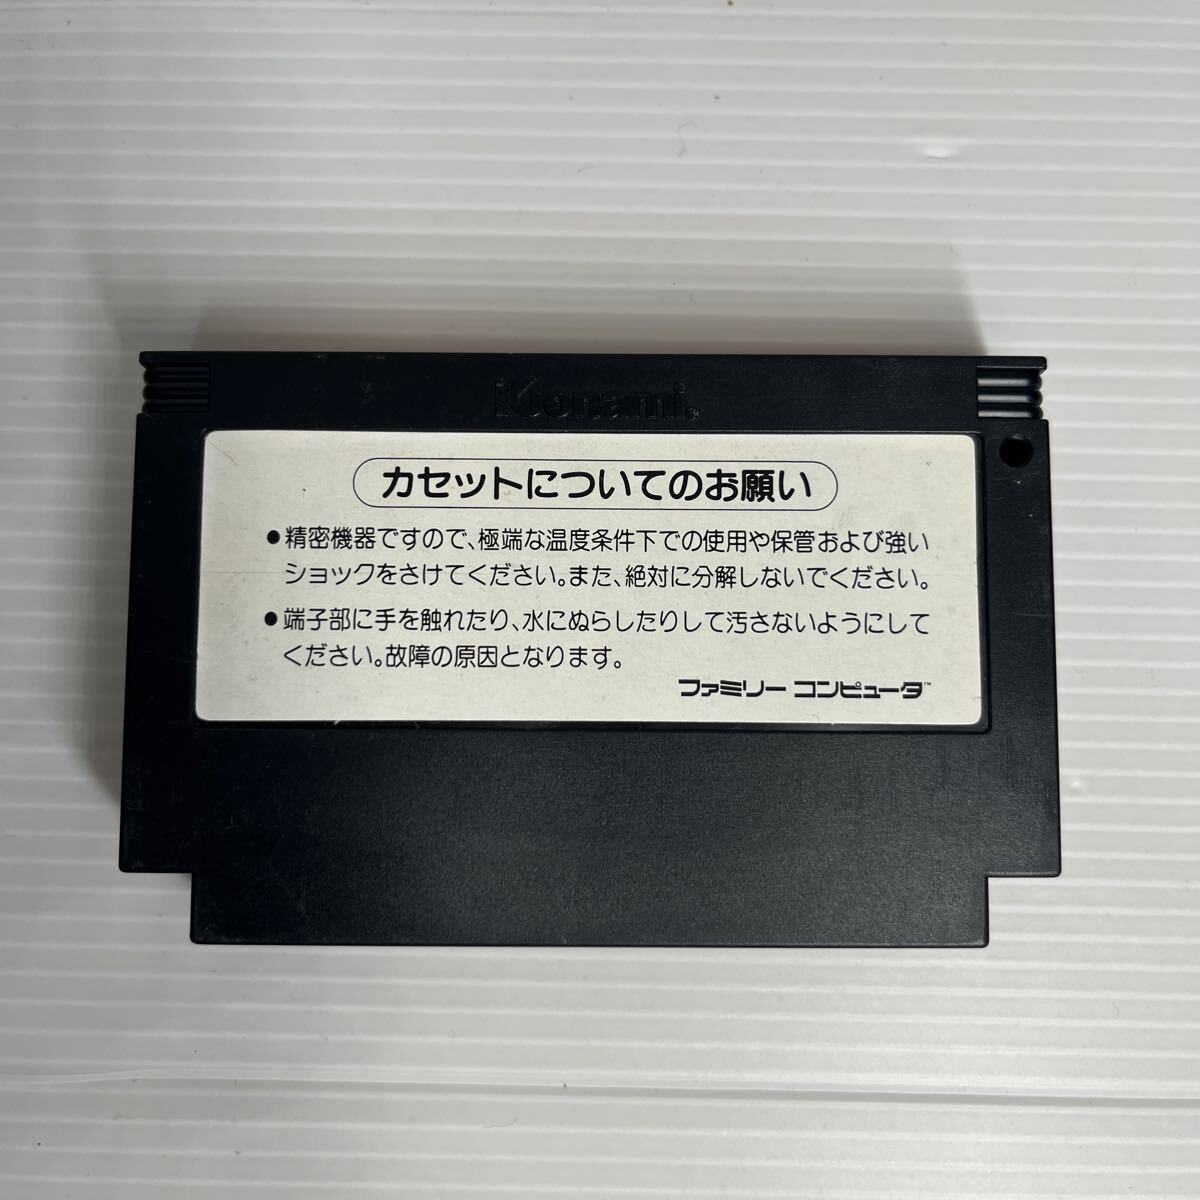 Konami®
カセットについてのお願い
●精密機器ですので、極端な温度条件下での使用や保管および強い
ショックをさけてください。また、絶対に分解しないでください。
●端子部に手を触れたり、水にぬらしたりして汚さないようにして
ください。故障の原因となります。
ファミリー コンピュータ™